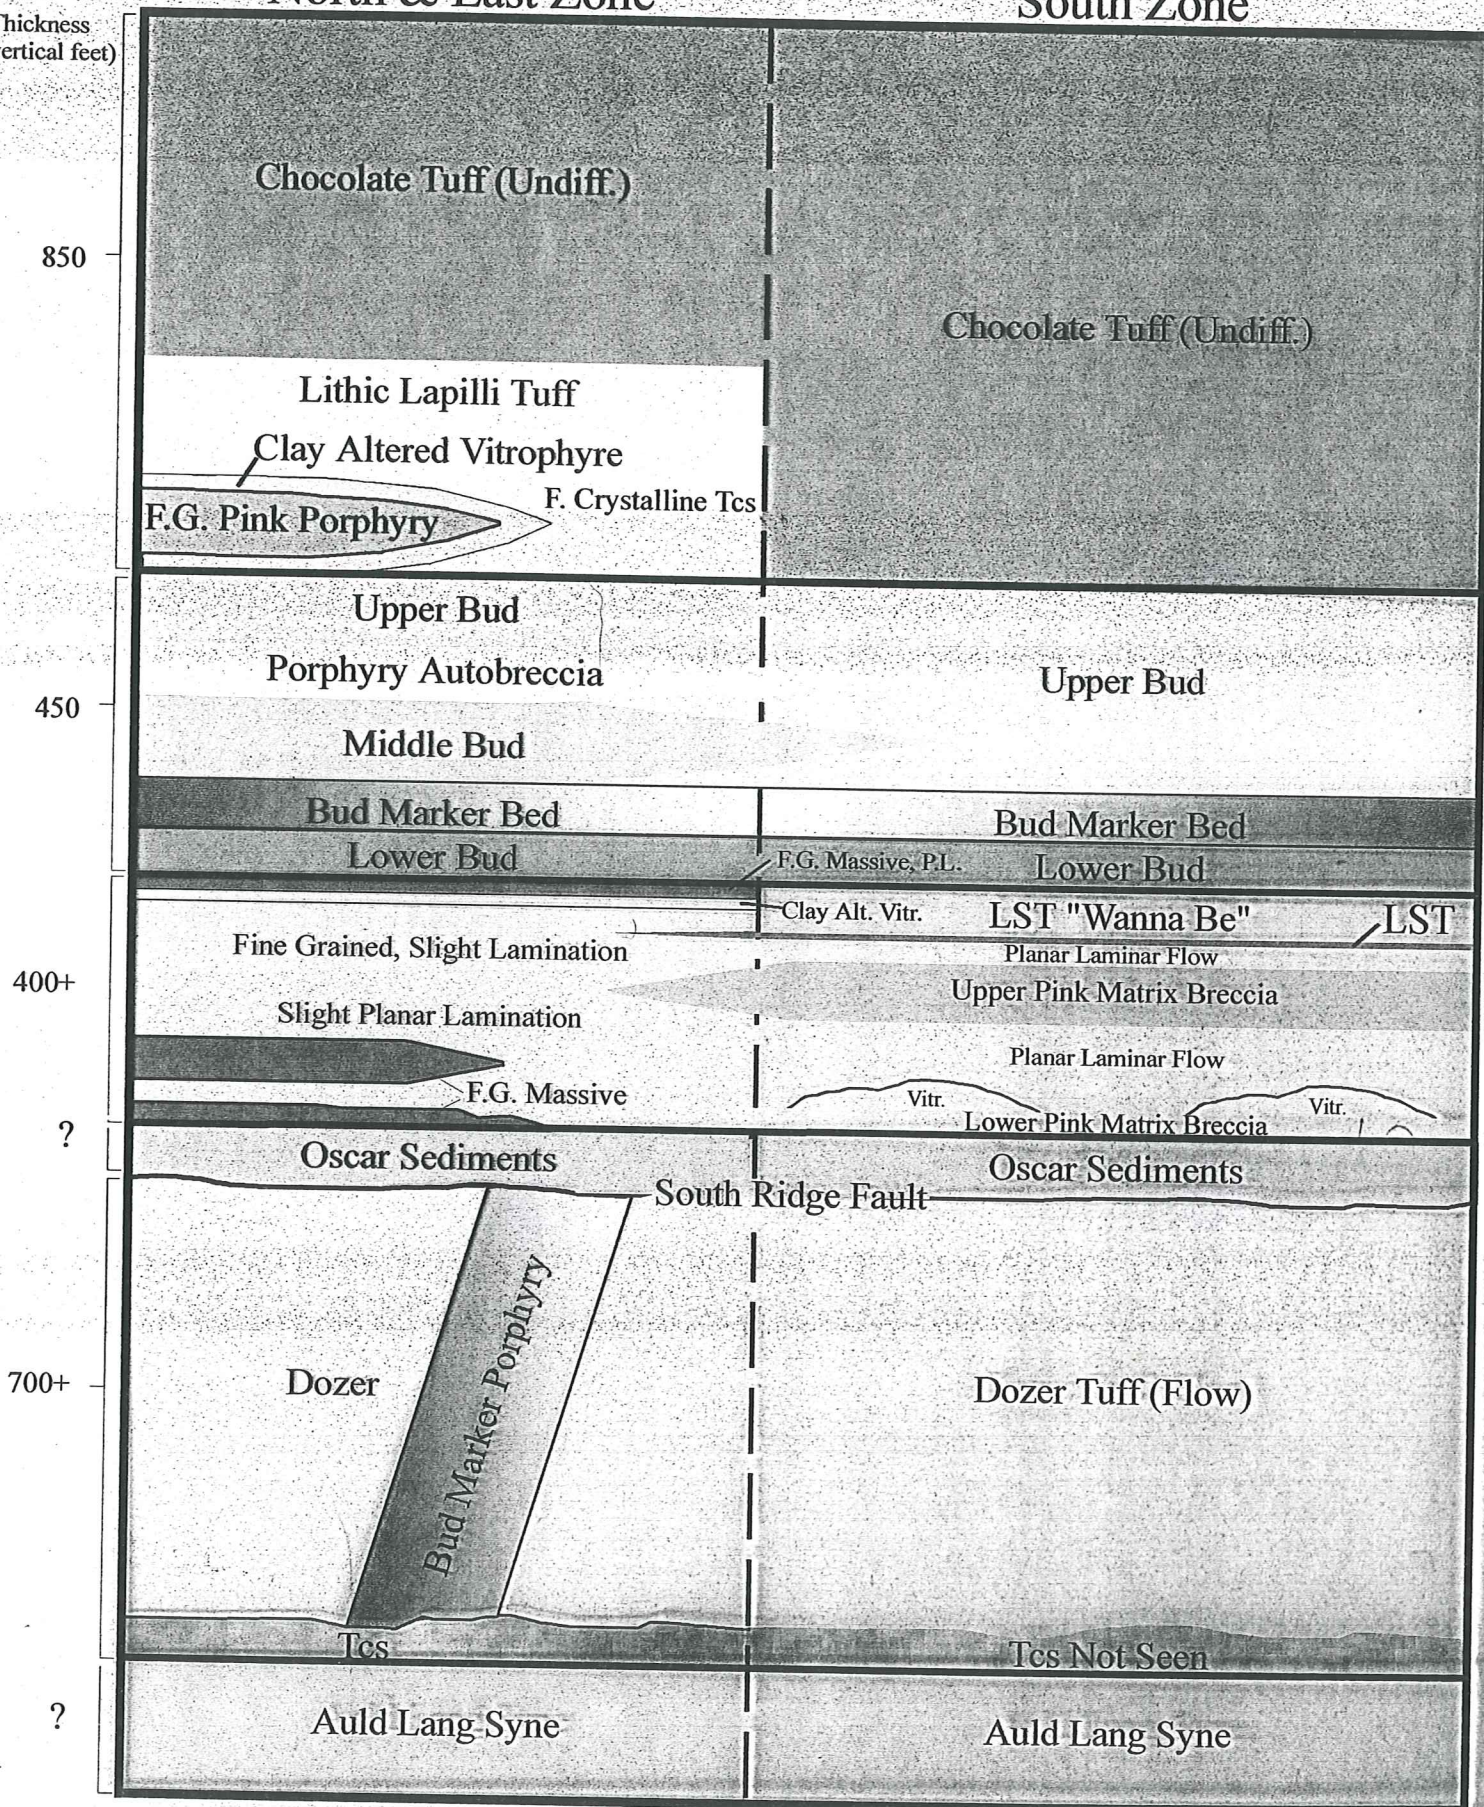 North & East Zone
South Zone
Thickness
(vertical feet)
Chocolate Tuff (Undiff.)
850
Chocolate Tuff (Undiff.)
Lithic Lapilli Tuff
Clay Altered Vitrophyre
F. Crystalline Tcs
F.G. Pink Porphyry
Upper Bud
Porphyry Autobreccia
Upper Bud
450
Middle Bud
Bud Marker Bed
Bud Marker Bed
Lower Bud
F.G. Massive, P.L.
Lower Bud
Clay Alt. Vitr.
LST "Wanna Be"
LST
Fine Grained, Slight Lamination
Planar Laminar Flow
400+
Upper Pink Matrix Breccia
Slight Planar Lamination
Planar Laminar Flow
F.G. Massive
Vitr.
Vitr.
Lower Pink Matrix Breccia
?
Oscar Sediments
Oscar Sediments
South Ridge Fault
Bud Marker Porphyry
700+
Dozer
Dozer Tuff (Flow)
Tcs
Tcs Not Seen
?
Auld Lang Syne
Auld Lang Syne